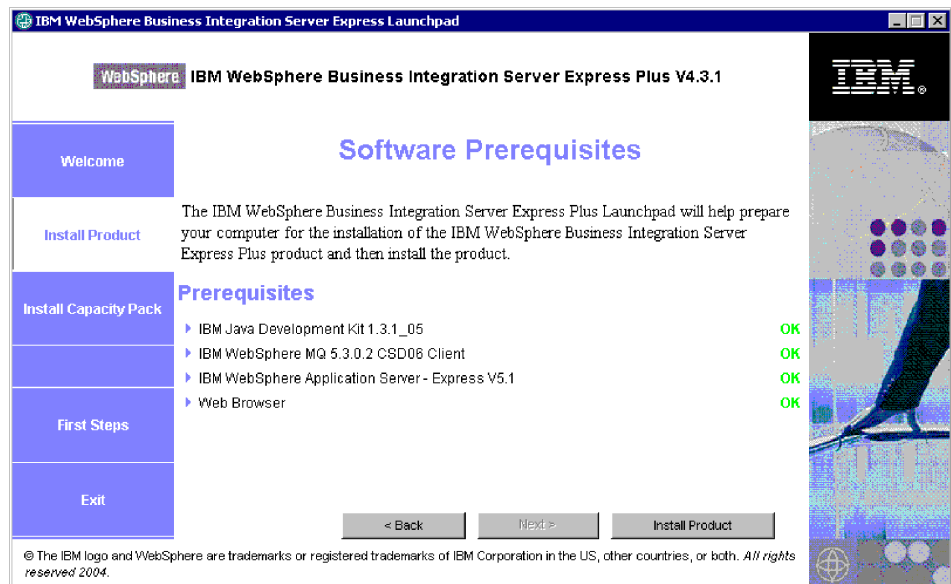 IBM WebSphere Business Integration Server Express Launchpad
WebSphere IBM WebSphere Business Integration Server Express Plus V4.3.1
IBM®
Welcome
Install Product
Install Capacity Pack
First Steps
Exit
Software Prerequisites
The IBM WebSphere Business Integration Server Express Plus Launchpad will help prepare
your computer for the installation of the IBM WebSphere Business Integration Server
Express Plus product and then install the product.
Prerequisites
IBM Java Development Kit 1.3.1_05 OK
IBM WebSphere MQ 5.3.0.2 CSD06 Client OK
IBM WebSphere Application Server - Express V5.1 OK
Web Browser OK
< Back Next > Install Product
© The IBM logo and WebSphere are trademarks or registered trademarks of IBM Corporation in the US, other countries, or both. All rights
reserved 2004.